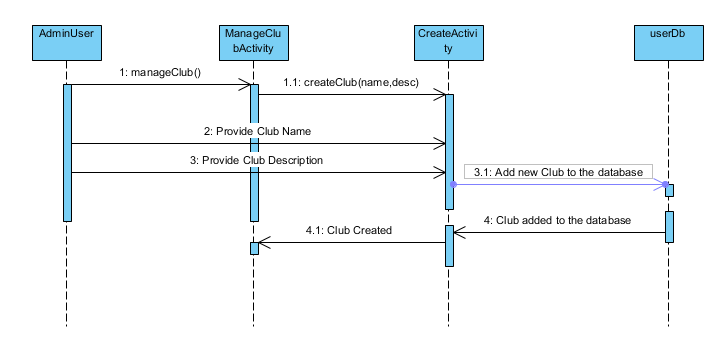 AdminUser
ManageClu
bActivity
CreateActivi
ty
userDb
1: manageClub()
1.1: createClub(name,desc)
2: Provide Club Name
3: Provide Club Description
3.1: Add new Club to the database
4: Club added to the database
4.1: Club Created